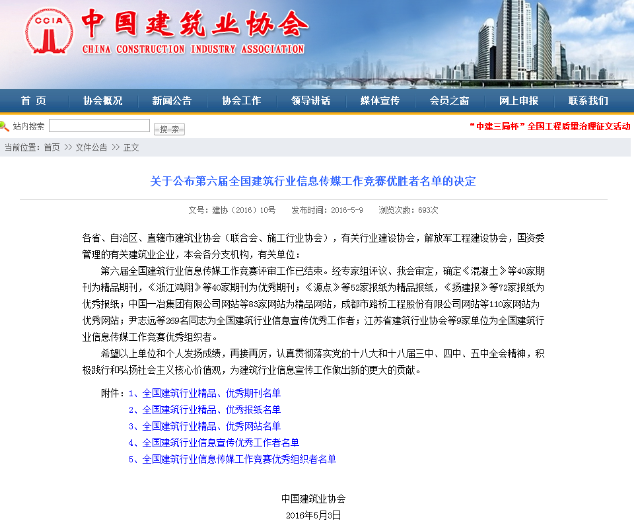 CCIA
中国建筑业协会
CHINA CONSTRUCTION INDUSTRY ASSOCIATION
首 页 协会概况 新闻公告 协会工作 领导讲话 媒体宣传 会员之窗 网上申报 联系我们
站内搜索 搜 索 “中建三局杯”全国工程质量治理征文活动
当前位置：首页 >> 文件公告 >> 正文
关于公布第六届全国建筑行业信息传媒工作竞赛优胜者名单的决定
文号：建协（2016）10号 发布时间：2016-5-9 浏览次数：693次
各省、自治区、直辖市建筑业协会（联合会、施工行业协会），有关行业建设协会，解放军工程建设协会，国资委
管理的有关建筑业企业，本会各分支机构，有关单位：
第六届全国建筑行业信息传媒工作竞赛评审工作已结束。经专家组评议、我会审定，确定《混凝土》等40家期
刊为精品期刊，《浙江鸿翔》等40家期刊为优秀期刊；《源点》等52家报纸为精品报纸，《扬建报》等72家报纸为
优秀报纸；中国一冶集团有限公司网站等83家网站为精品网站，成都市路桥工程股份有限公司网站等110家网站为
优秀网站；尹志远等269名同志为全国建筑行业信息宣传优秀工作者；江苏省建筑行业协会等9家单位为全国建筑行
业信息传媒工作竞赛优秀组织者。
希望以上单位和个人发扬成绩，再接再厉，认真贯彻落实党的十八大和十八届三中、四中、五中全会精神，积
极践行和弘扬社会主义核心价值观，为建筑行业信息宣传工作做出新的更大的贡献。
附件：1、全国建筑行业精品、优秀期刊名单
2、全国建筑行业精品、优秀报纸名单
3、全国建筑行业精品、优秀网站名单
4、全国建筑行业信息宣传优秀工作者名单
5、全国建筑行业信息传媒工作竞赛优秀组织者名单
中国建筑业协会
2016年5月3日